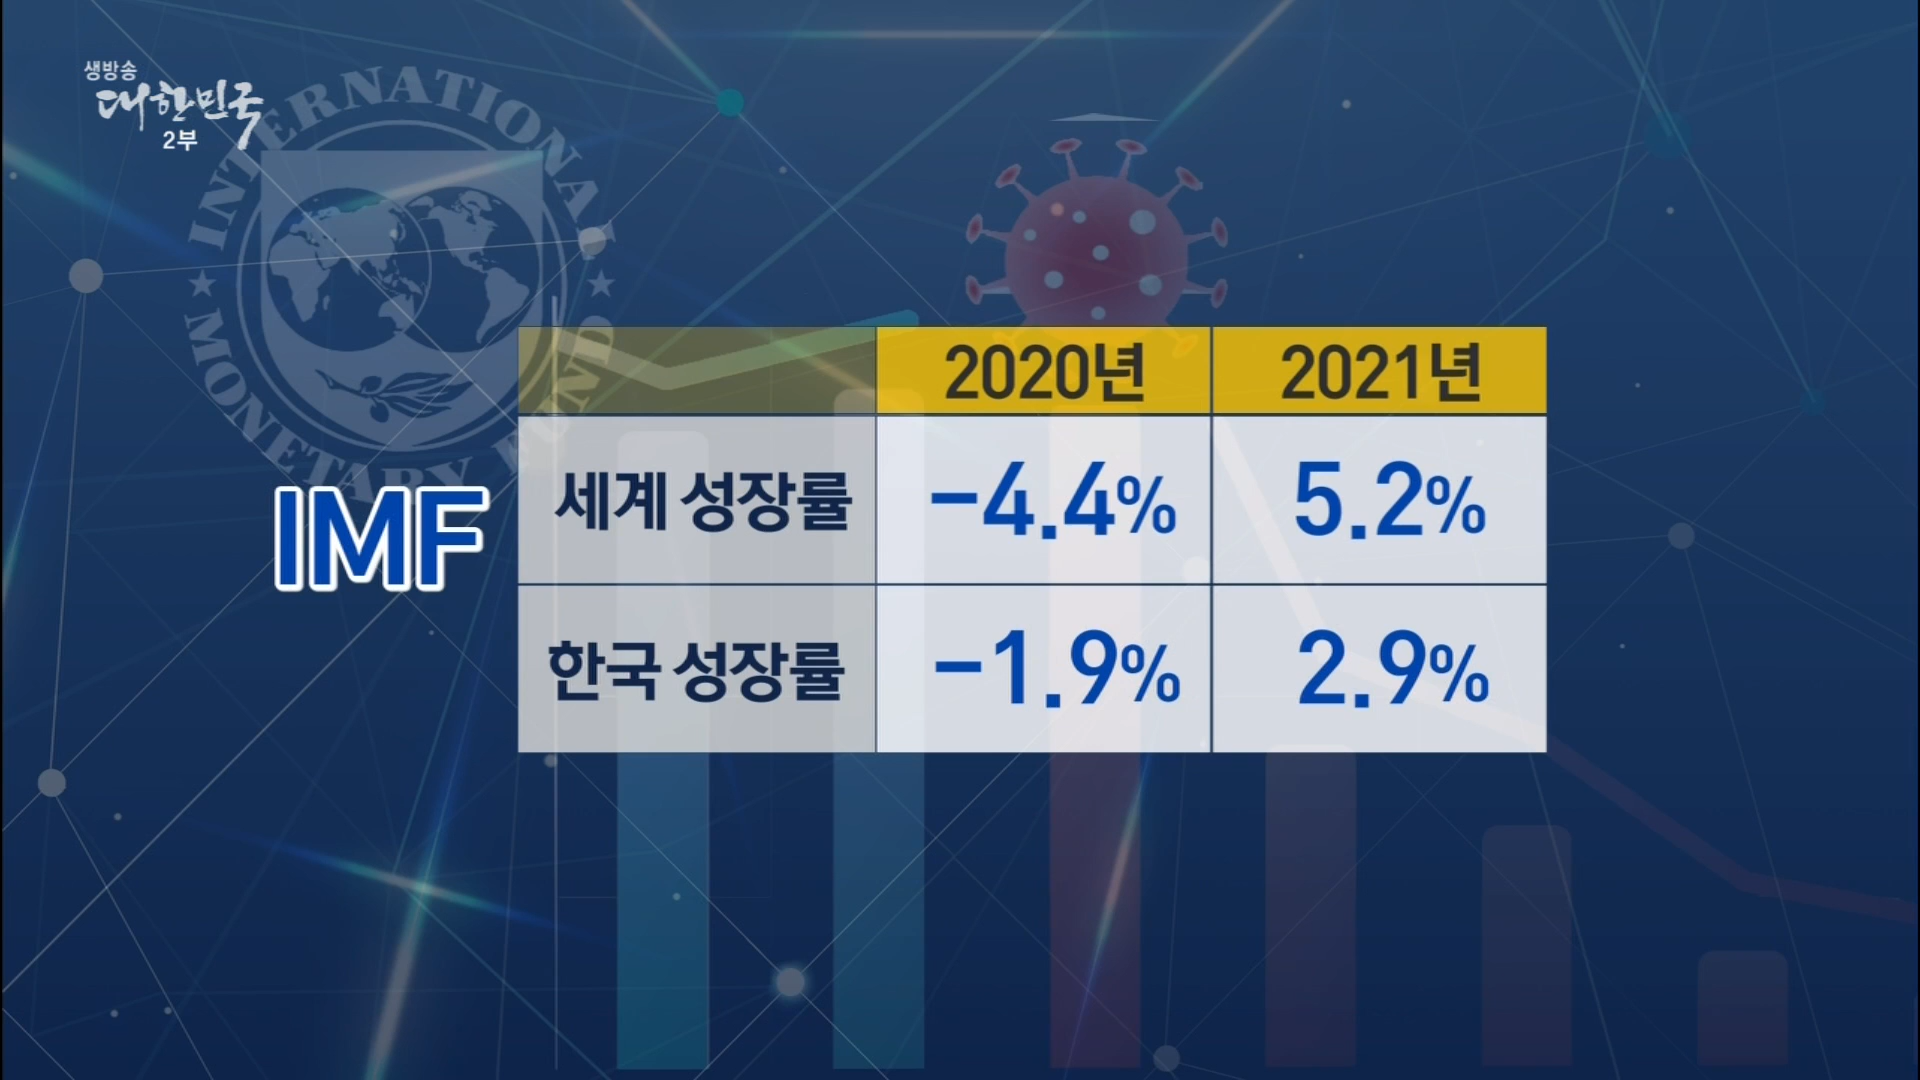 생방송
대한민국
2부
INTERNATIONAL
MONETARY FUND
IMF
2020년 2021년
세계 성장률 -4.4% 5.2%
한국 성장률 -1.9% 2.9%